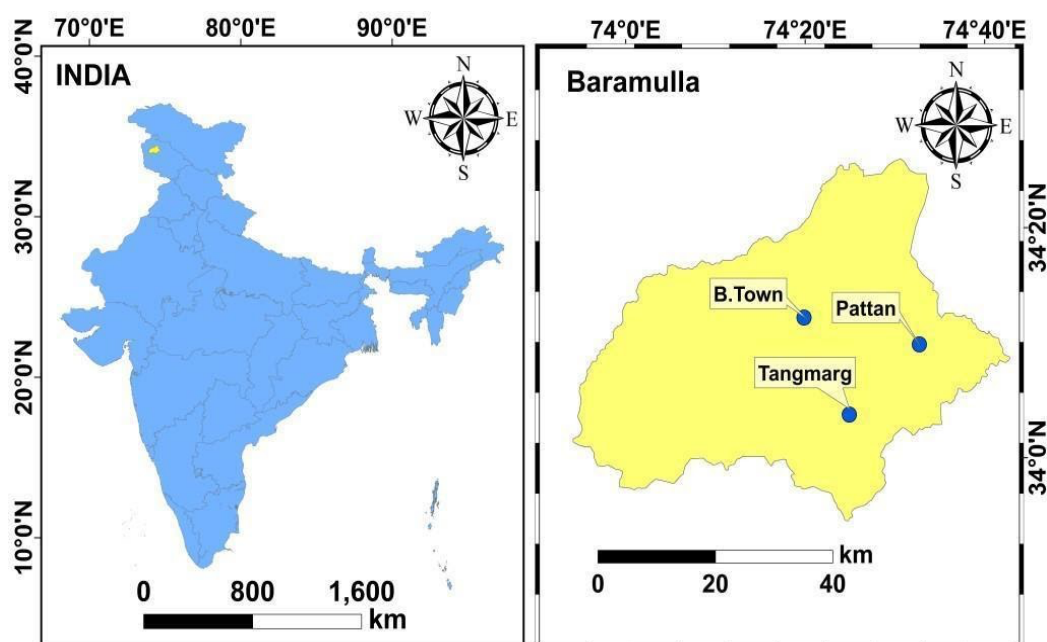 70°0'E 80°0'E 90°0'E
40°0'N
30°0'N
20°0'N
10°0'N
INDIA
N
W E
S
0 800 1,600
km
74°0'E 74°20'E 74°40'E
Baramulla
N
W E
S
34°20'N
34°0'N
B.Town
Pattan
Tangmarg
km
0 20 40